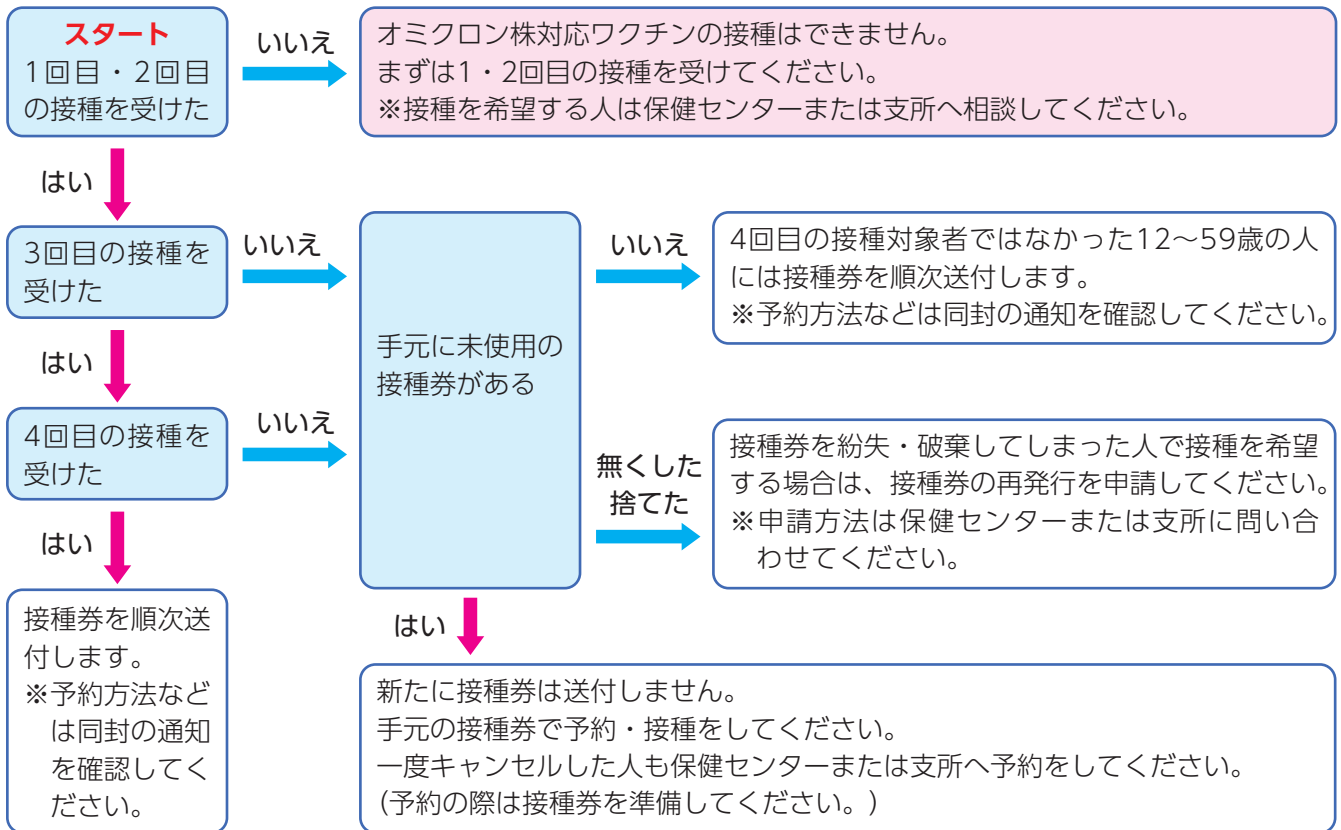 スタート
1回目・2回目
の接種を受けた
いいえ
オミクロン株対応ワクチンの接種はできません。
まずは1・2回目の接種を受けてください。
※接種を希望する人は保健センターまたは支所へ相談してください。
はい
3回目の接種を
受けた
いいえ
手元に未使用の
接種券がある
いいえ
4回目の接種対象者ではなかった12～59歳の人
には接種券を順次送付します。
※予約方法などは同封の通知を確認してください。
はい
4回目の接種を
受けた
いいえ
無くした
捨てた
接種券を紛失・破棄してしまった人で接種を希望
する場合は、接種券の再発行を申請してください。
※申請方法は保健センターまたは支所に問い合
わせてください。
はい
接種券を順次送
付します。
※予約方法など
は同封の通知
を確認してく
ださい。
はい
新たに接種券は送付しません。
手元の接種券で予約・接種をしてください。
一度キャンセルした人も保健センターまたは支所へ予約をしてください。
（予約の際は接種券を準備してください。）